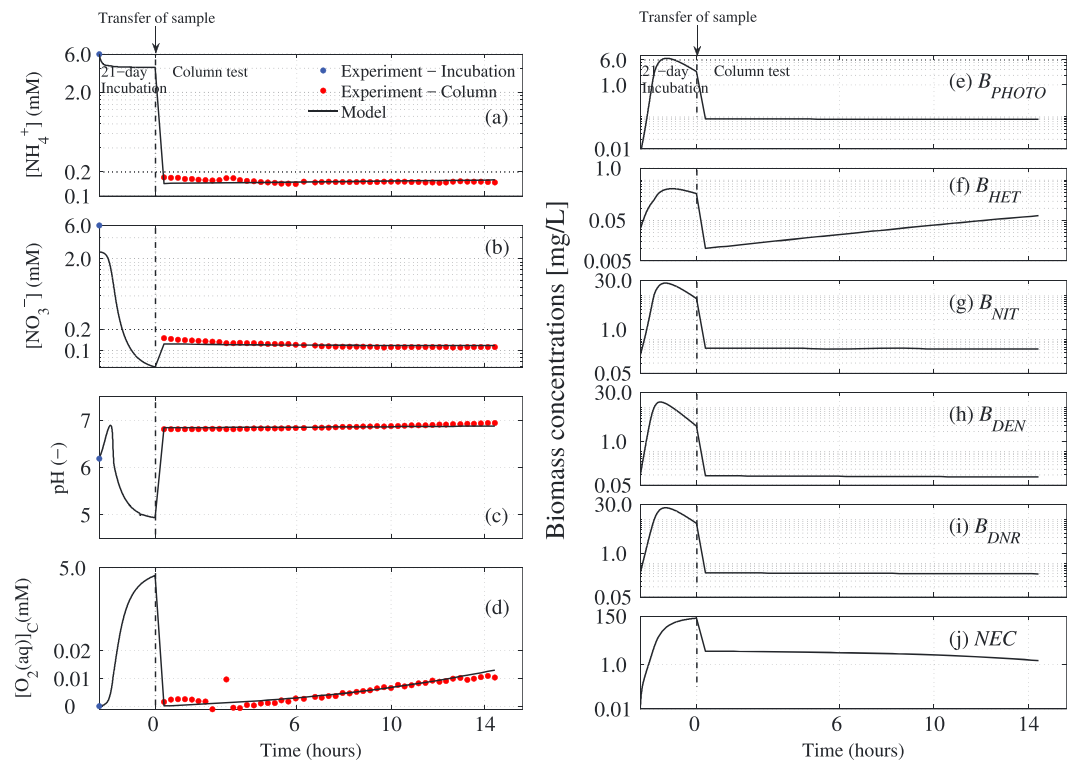 Transfer of sample
6.0
2.0
0.2
0.1
[NH₄⁺] (mM)
21−day
Incubation
Column test
Experiment − Incubation
Experiment − Column
Model
(a)
6.0
2.0
0.2
0.1
[NO₃⁻] (mM)
(b)
7
6
5
pH (−)
(c)
5.0
0.02
0.01
0
[O₂(aq)]C(mM)
(d)
0 6 10 14
Time (hours)
Transfer of sample
Biomass concentrations [mg/L]
6.0
1.0
0.01
21−day
Incubation
Column test
(e) B_PHOTO
1.0
0.05
0.005
(f) B_HET
30.0
1.0
0.05
(g) B_NIT
30.0
1.0
0.05
(h) B_DEN
30.0
1.0
0.05
(i) B_DNR
150
1.0
0.01
(j) NEC
0 6 10 14
Time (hours)